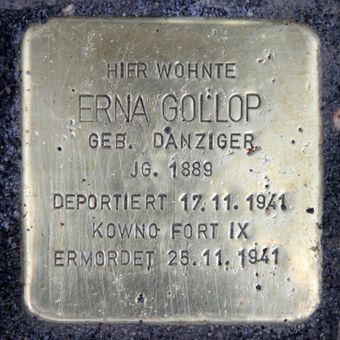 HIER WOHNTE
ERNA GOLLOP
GEB. DANZIGER
JG. 1889
DEPORTIERT 17. 11. 1941
KOWNO FORT IX
ERMORDET 25. 11. 1941